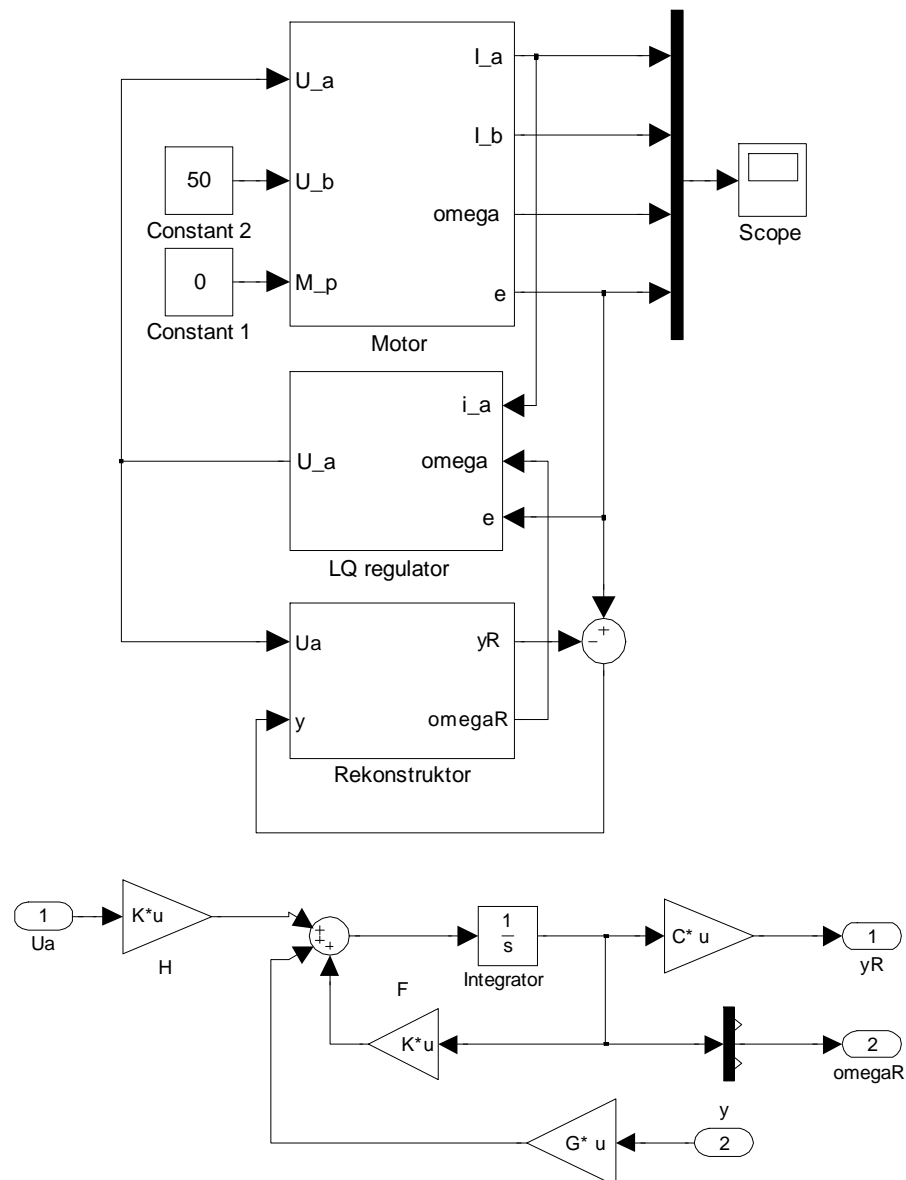 I_a
U_a
I_b
50
U_b
Constant 2
omega
Scope
0
M_p
e
Constant 1
Motor
i_a
U_a
omega
e
LQ regulator
+
−
Ua
yR
y
omegaR
Rekonstruktor
1
Ua
K*u
H
+
+
+
1
s
Integrator
C* u
1
yR
F
K*u
2
omegaR
y
G* u
2